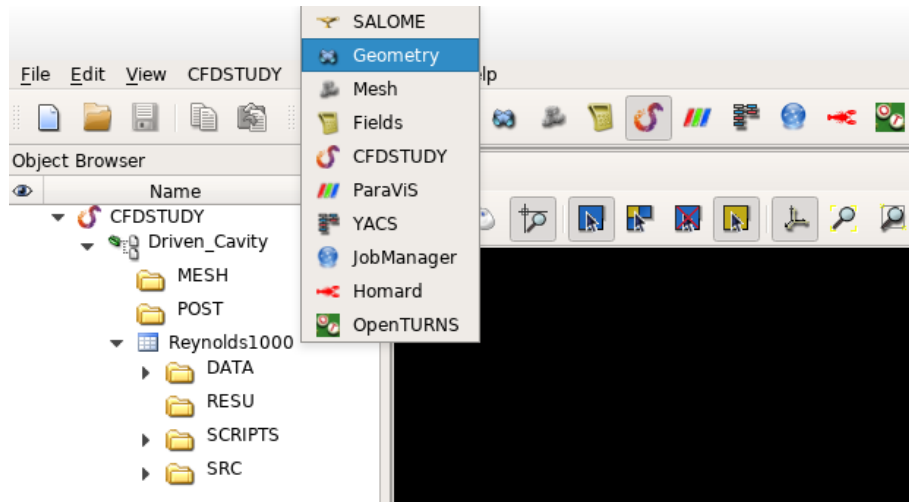 SALOME
Geometry
Mesh
Fields
CFDSTUDY
ParaViS
YACS
JobManager
Homard
OpenTURNS
File Edit View CFDSTUDY lp
Object Browser
Name
CFDSTUDY
Driven_Cavity
MESH
POST
Reynolds1000
DATA
RESU
SCRIPTS
SRC